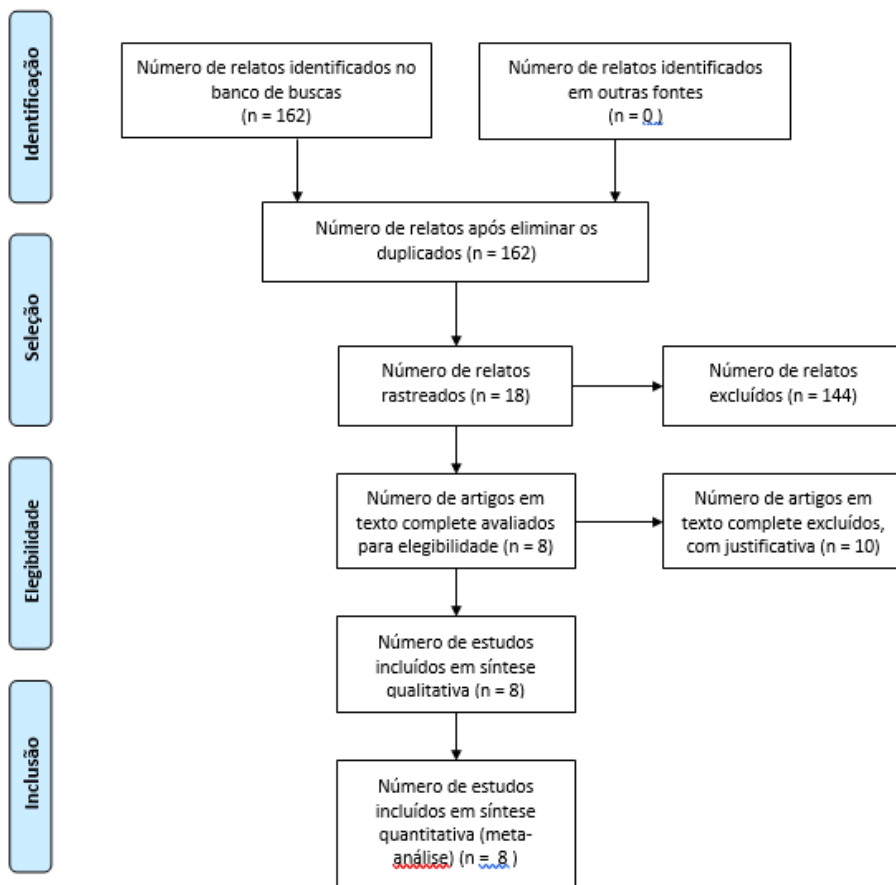 Identificação
Número de relatos identificados no
banco de buscas
(n = 162)
Número de relatos identificados
em outras fontes
(n = 0 )
Número de relatos após eliminar os
duplicados (n = 162)
Seleção
Número de relatos
rastreados (n = 18)
Número de relatos
excluídos (n = 144)
Elegibilidade
Número de artigos em
texto complete avaliados
para elegibilidade (n = 8)
Número de artigos em
texto complete excluídos,
com justificativa (n = 10)
Número de estudos
incluídos em síntese
qualitativa (n = 8)
Inclusão
Número de estudos
incluídos em síntese
quantitativa (meta-
análise) (n = 8 )